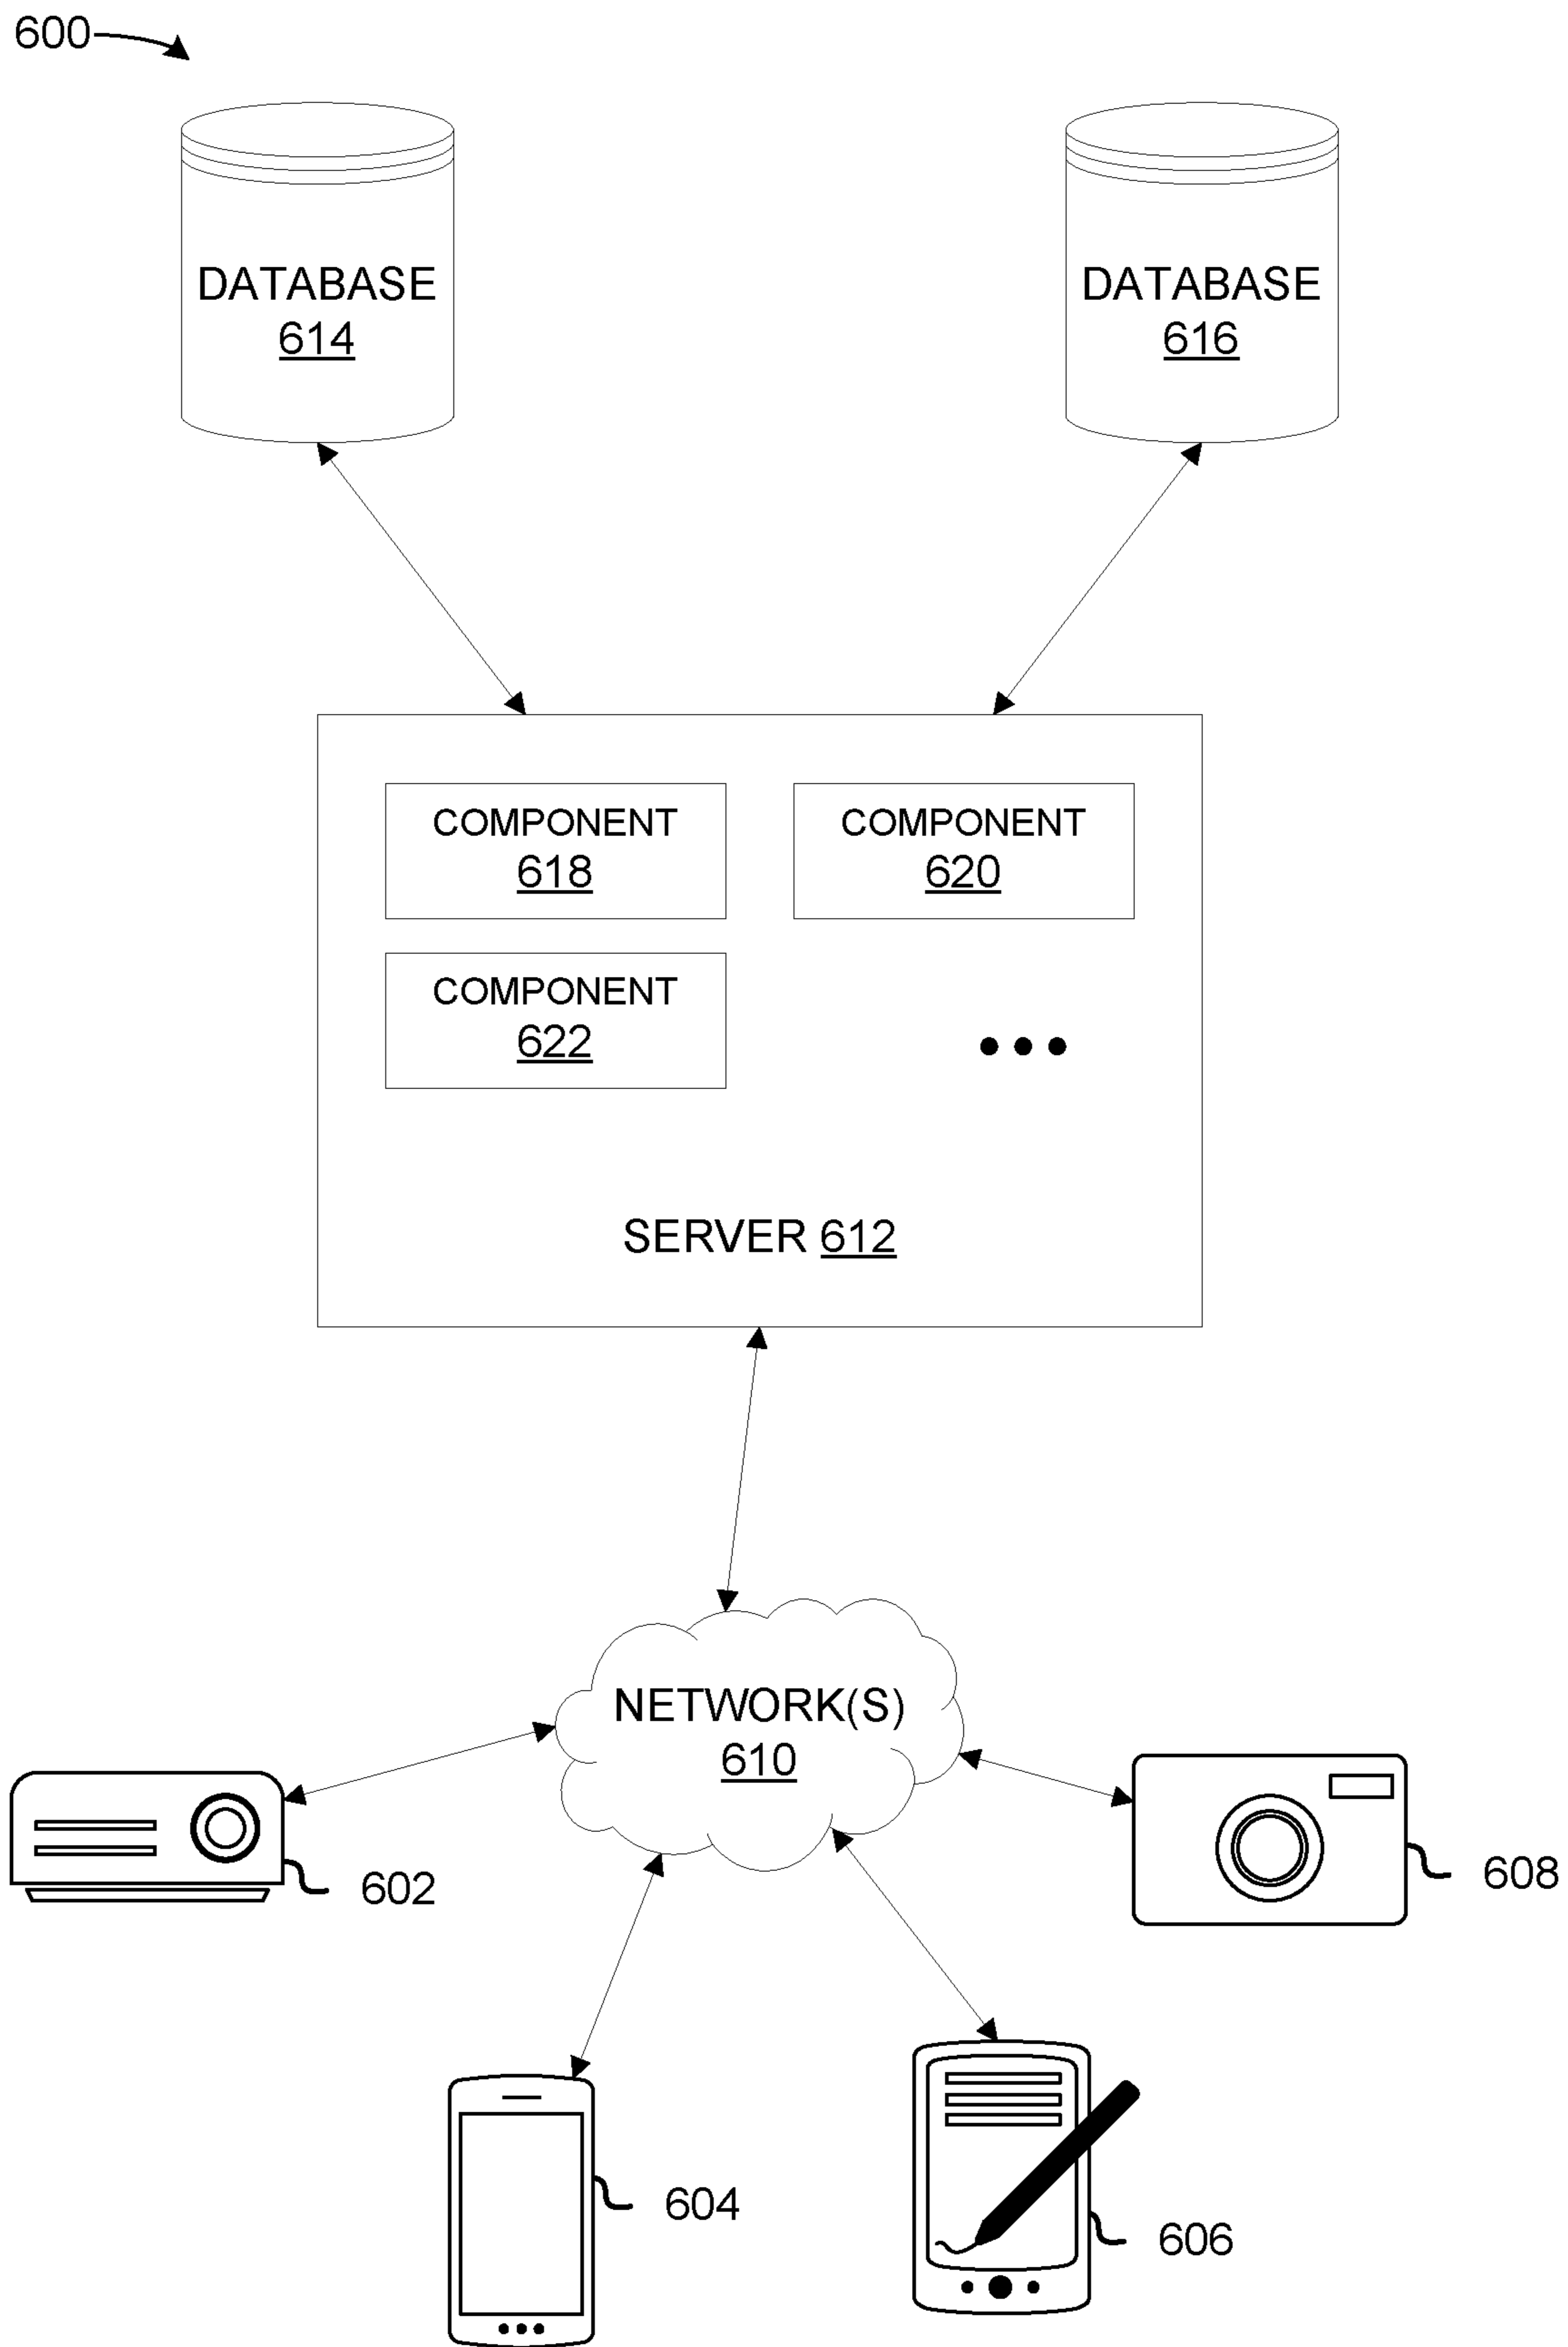 600
DATABASE
614
DATABASE
616
COMPONENT
618
COMPONENT
620
COMPONENT
622
SERVER 612
NETWORK(S)
610
602
608
604
606